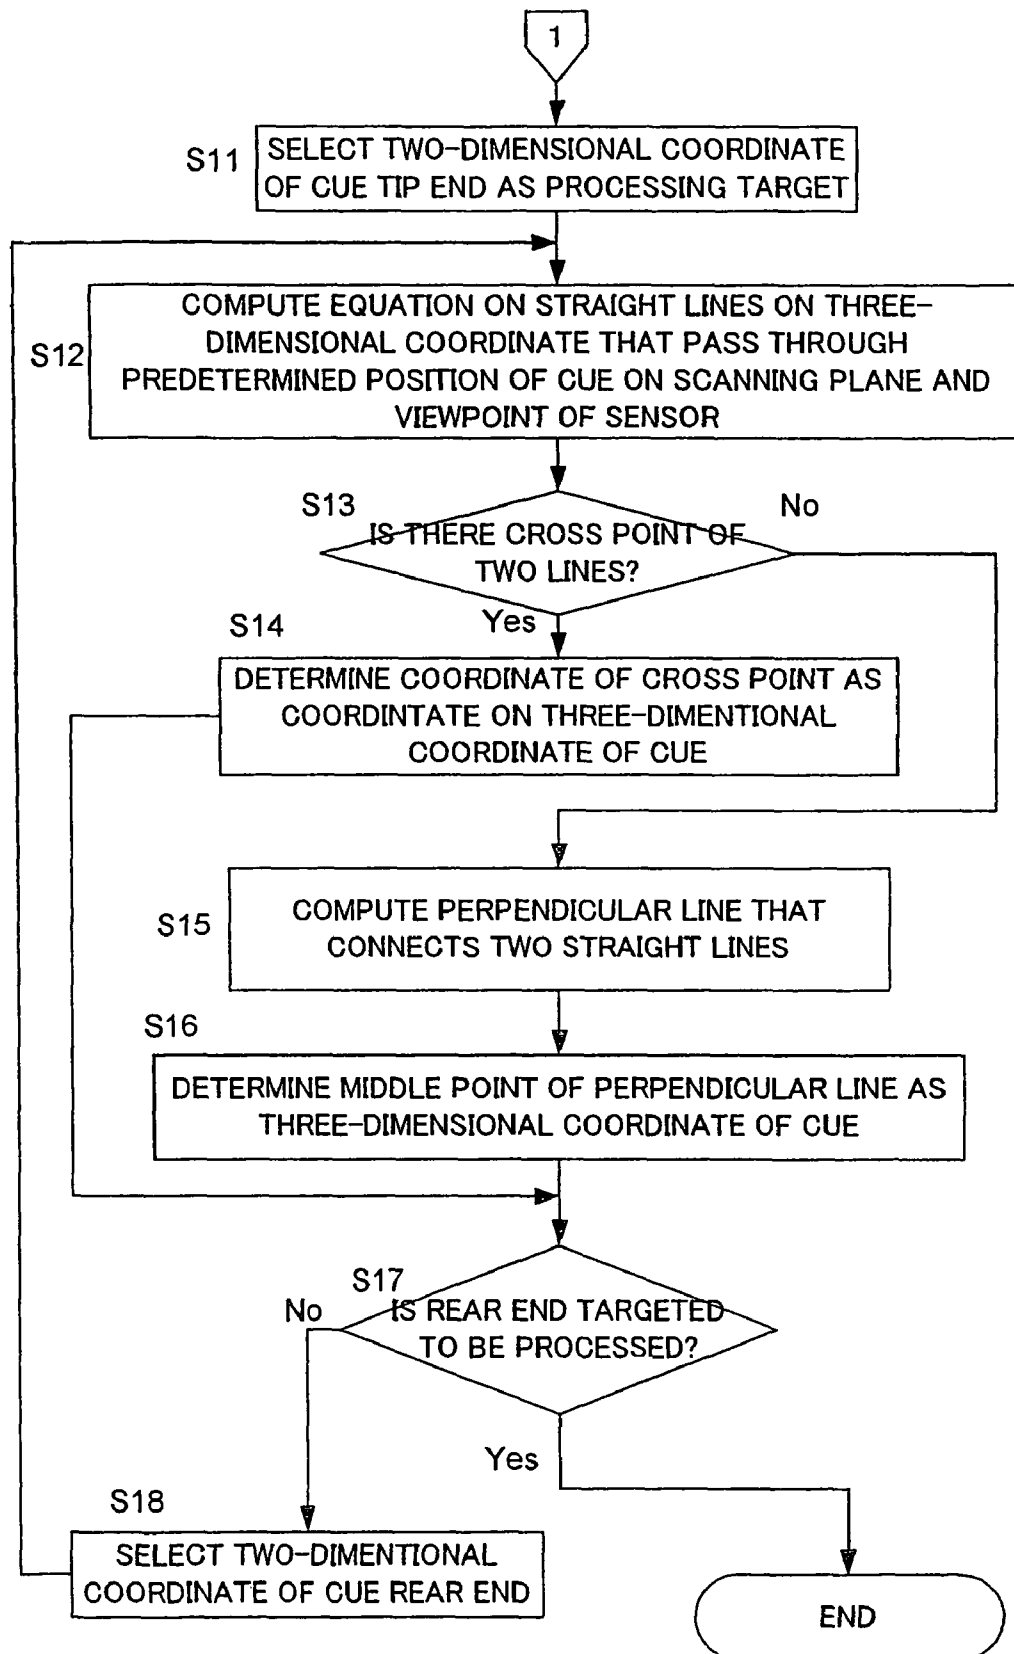 1
S11
SELECT TWO-DIMENSIONAL COORDINATE
OF CUE TIP END AS PROCESSING TARGET
S12
COMPUTE EQUATION ON STRAIGHT LINES ON THREE-
DIMENSIONAL COORDINATE THAT PASS THROUGH
PREDETERMINED POSITION OF CUE ON SCANNING PLANE AND
VIEWPOINT OF SENSOR
S13
No
IS THERE CROSS POINT OF
TWO LINES?
Yes
S14
DETERMINE COORDINATE OF CROSS POINT AS
COORDINTATE ON THREE-DIMENTIONAL
COORDINATE OF CUE
S15
COMPUTE PERPENDICULAR LINE THAT
CONNECTS TWO STRAIGHT LINES
S16
DETERMINE MIDDLE POINT OF PERPENDICULAR LINE AS
THREE-DIMENSIONAL COORDINATE OF CUE
S17
No
IS REAR END TARGETED
TO BE PROCESSED?
Yes
S18
SELECT TWO-DIMENTIONAL
COORDINATE OF CUE REAR END
END